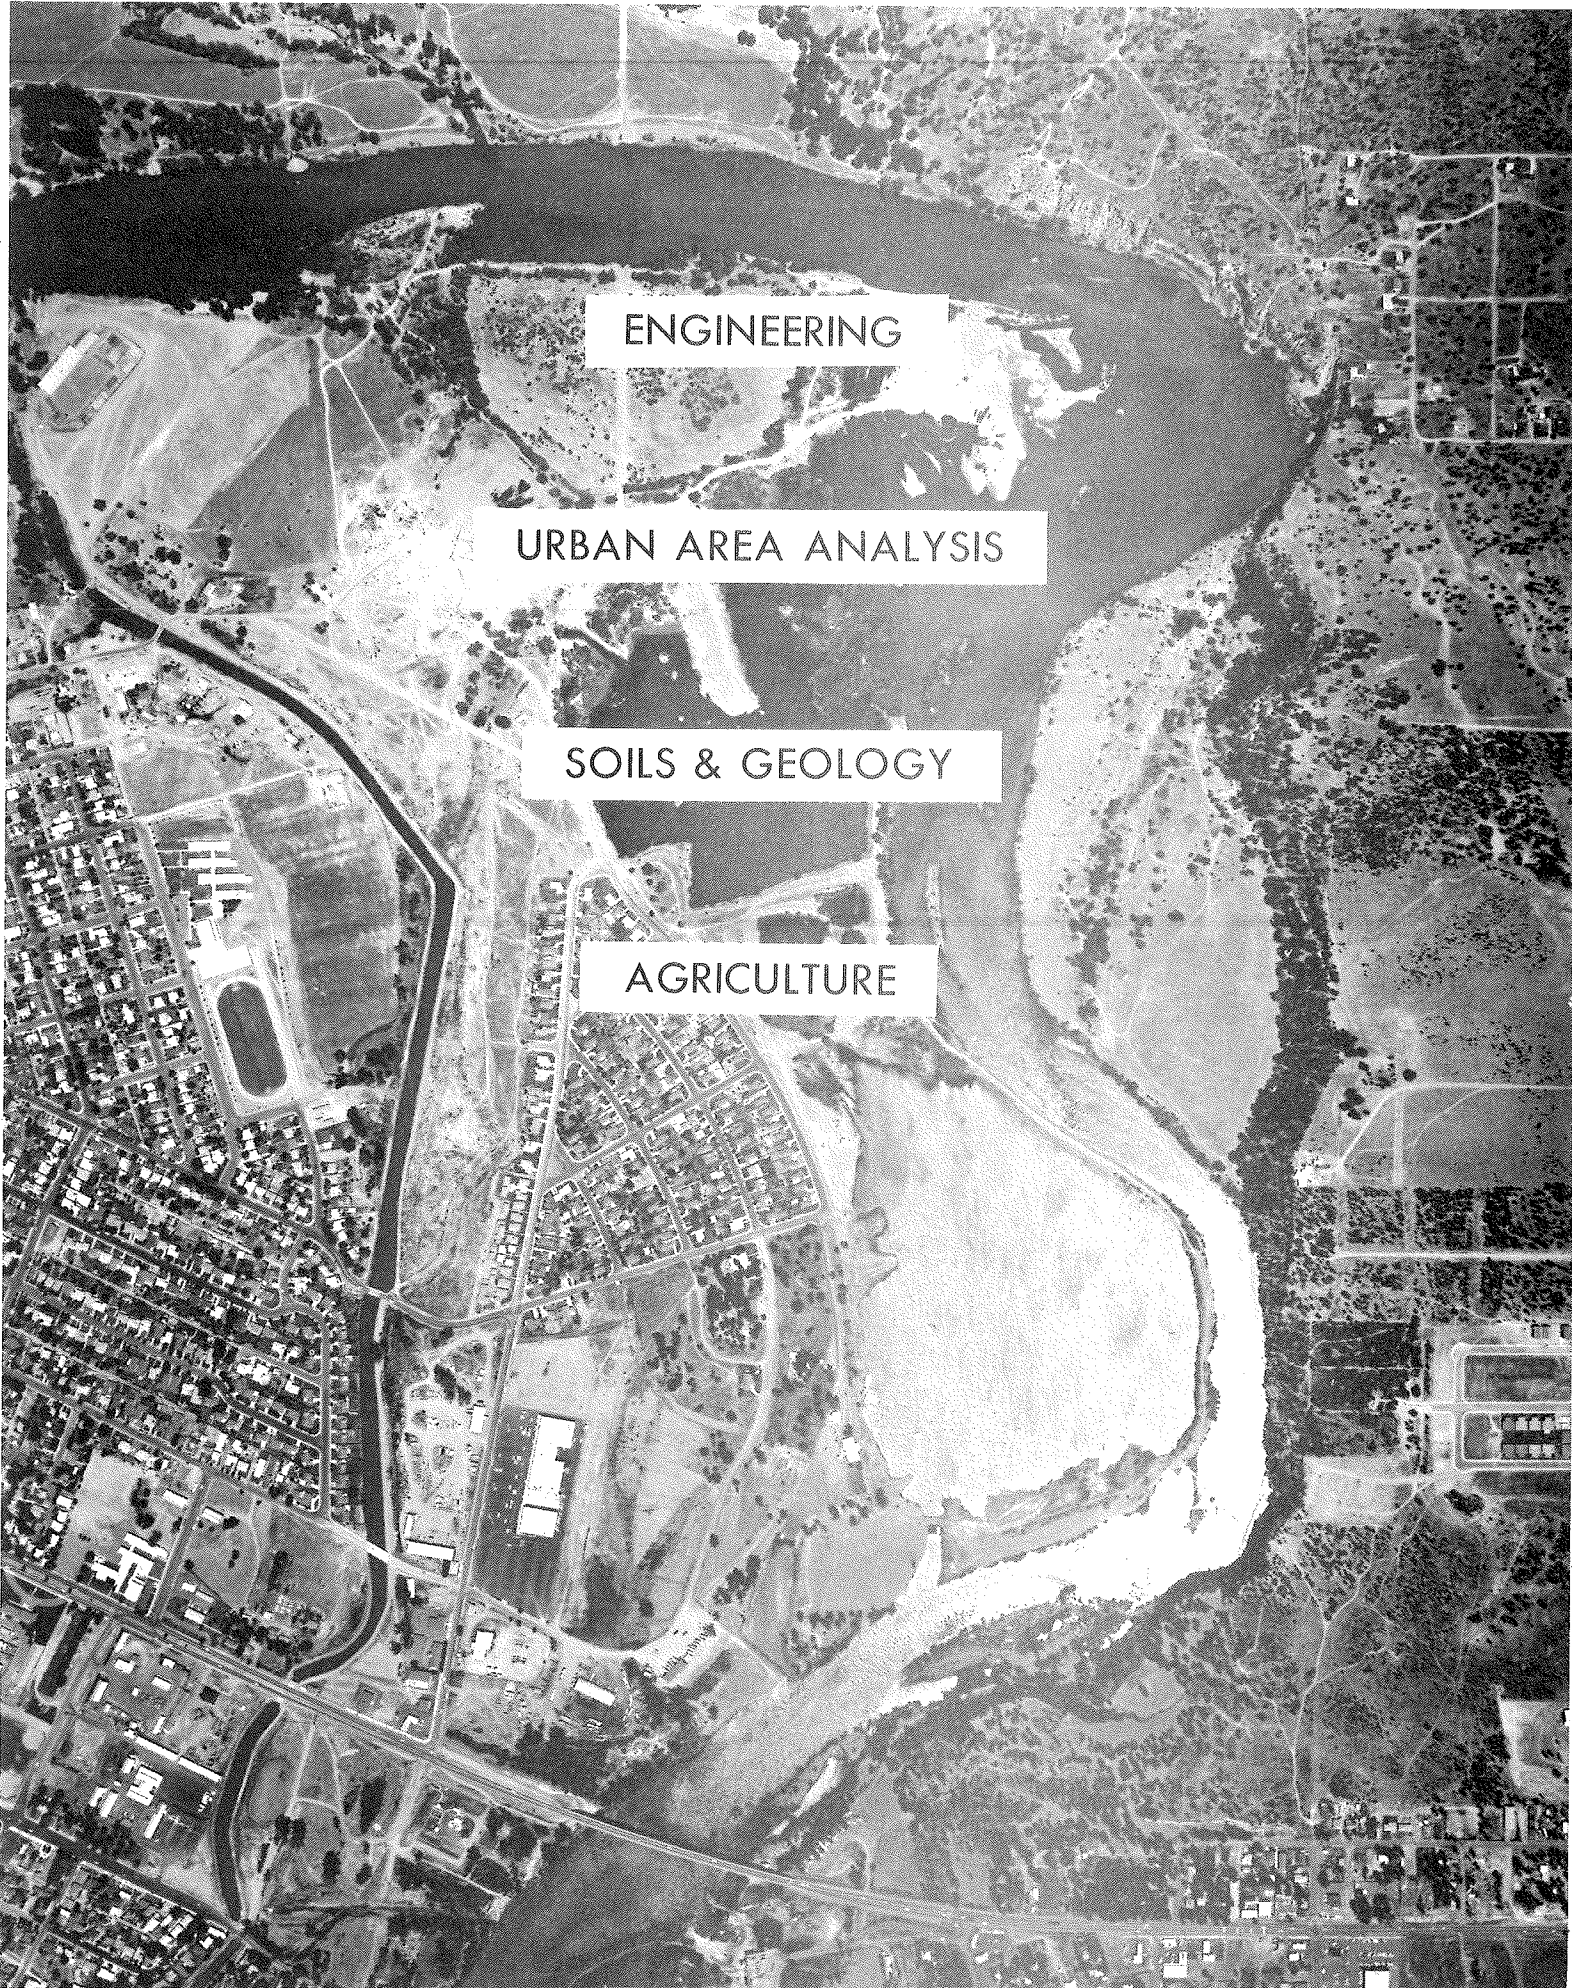 ENGINEERING
URBAN AREA ANALYSIS
SOILS & GEOLOGY
AGRICULTURE